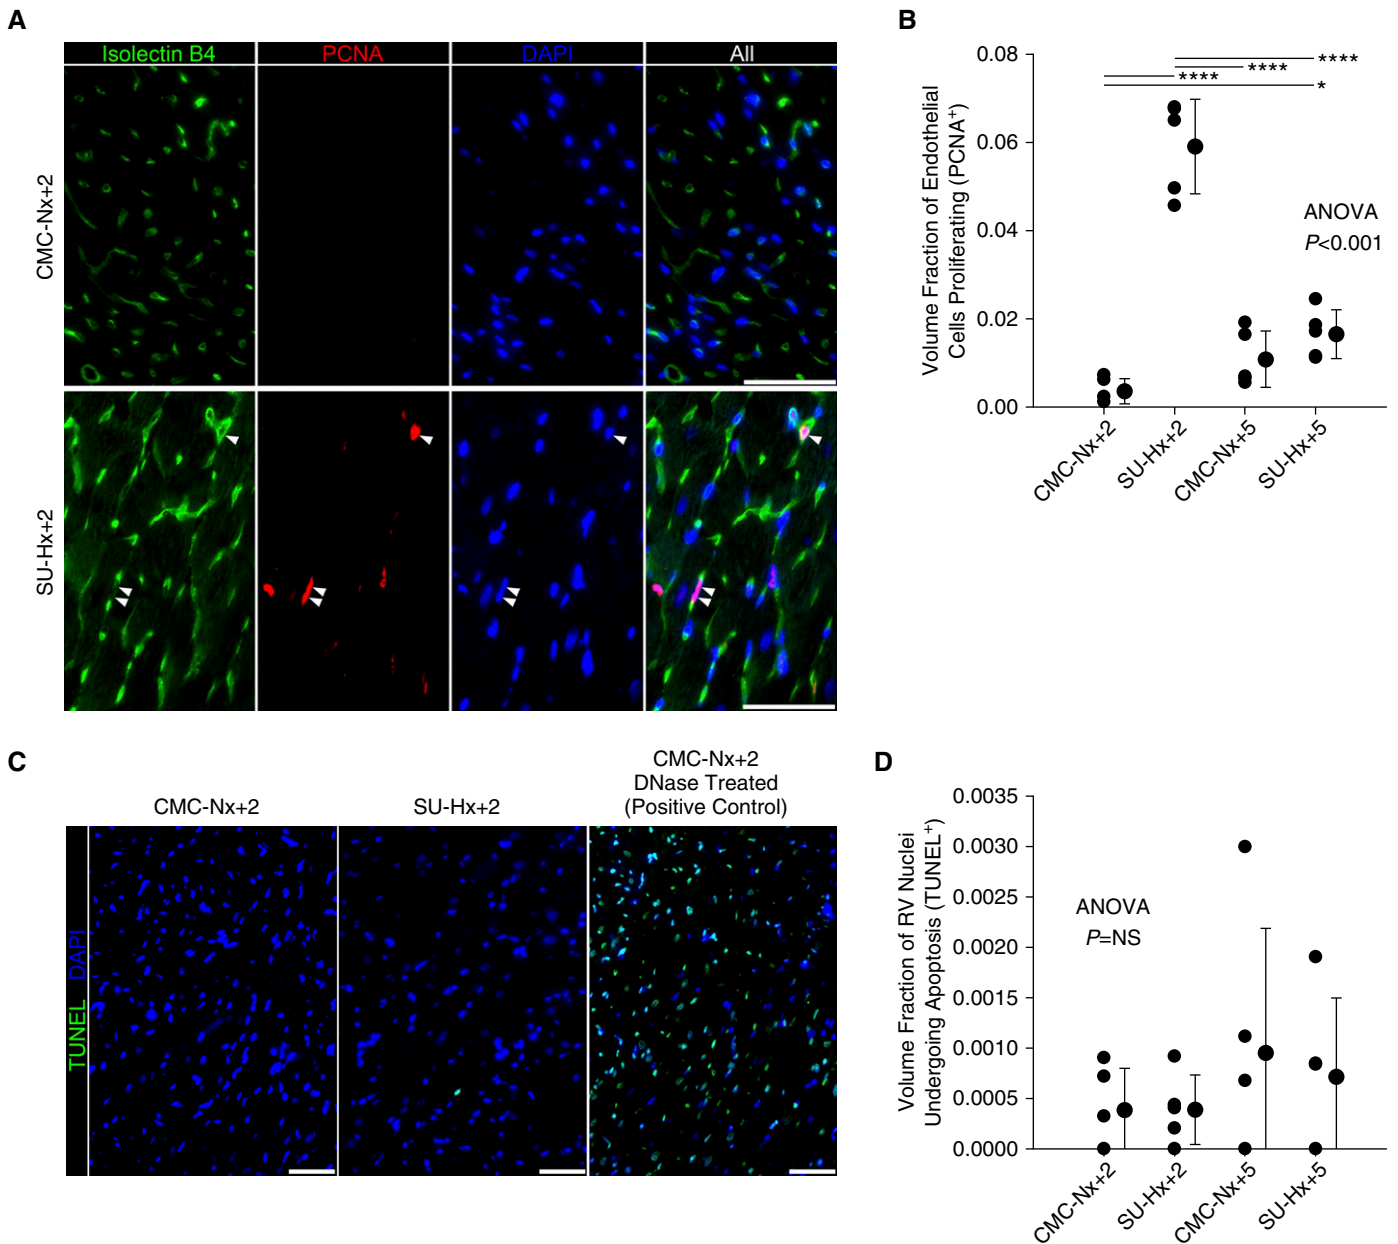 A
Isolectin B4 PCNA DAPI All
CMC-Nx+2
SU-Hx+2
B
Volume Fraction of Endothelial
Cells Proliferating (PCNA+)
0.08
0.06
0.04
0.02
0.00
****
****
****
*
ANOVA
P<0.001
CMC-Nx+2
SU-Hx+2
CMC-Nx+5
SU-Hx+5
C
CMC-Nx+2
SU-Hx+2
CMC-Nx+2
DNase Treated
(Positive Control)
TUNEL DAPI
D
Volume Fraction of RV Nuclei
Undergoing Apoptosis (TUNEL+)
0.0035
0.0030
0.0025
0.0020
0.0015
0.0010
0.0005
0.0000
ANOVA
P=NS
CMC-Nx+2
SU-Hx+2
CMC-Nx+5
SU-Hx+5